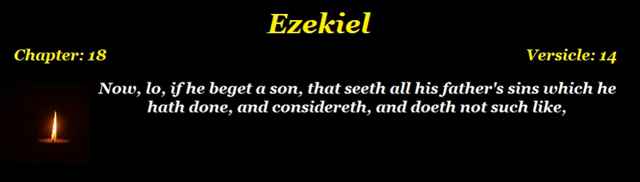 Ezekiel
Chapter: 18
Versicle: 14
Now, lo, if he beget a son, that seeth all his father's sins which he
hath done, and considereth, and doeth not such like,